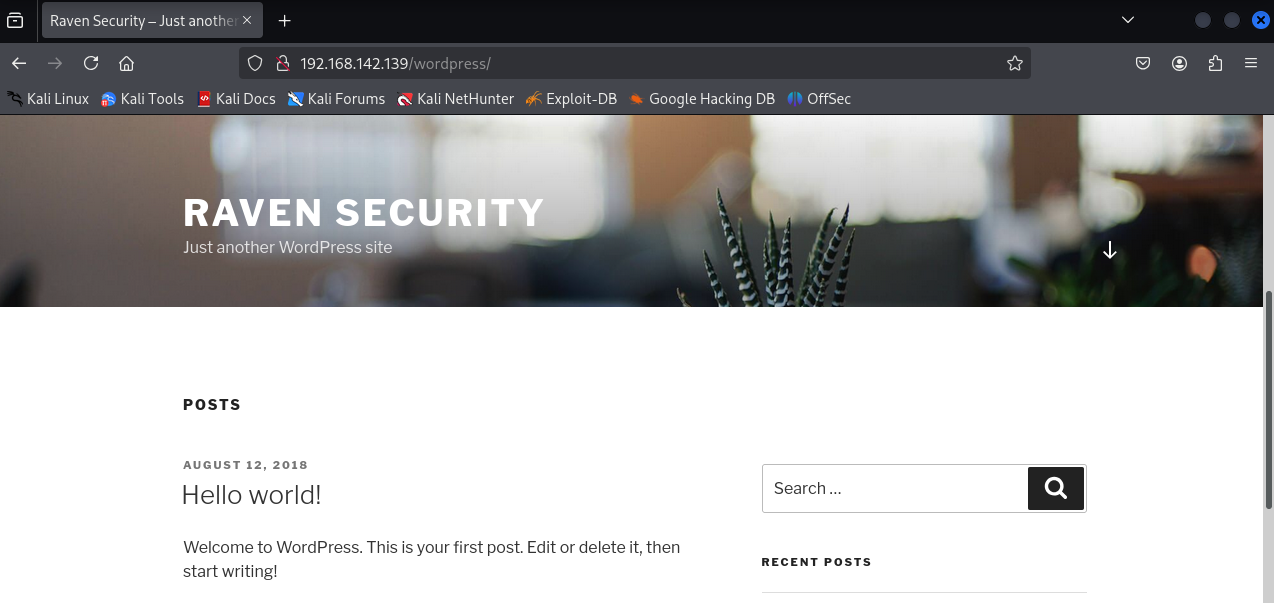 Raven Security – Just another
192.168.142.139/wordpress/
Kali Linux Kali Tools Kali Docs Kali Forums Kali NetHunter Exploit-DB Google Hacking DB OffSec
RAVEN SECURITY
Just another WordPress site
POSTS
AUGUST 12, 2018
Hello world!
Search …
Welcome to WordPress. This is your first post. Edit or delete it, then
start writing!
RECENT POSTS